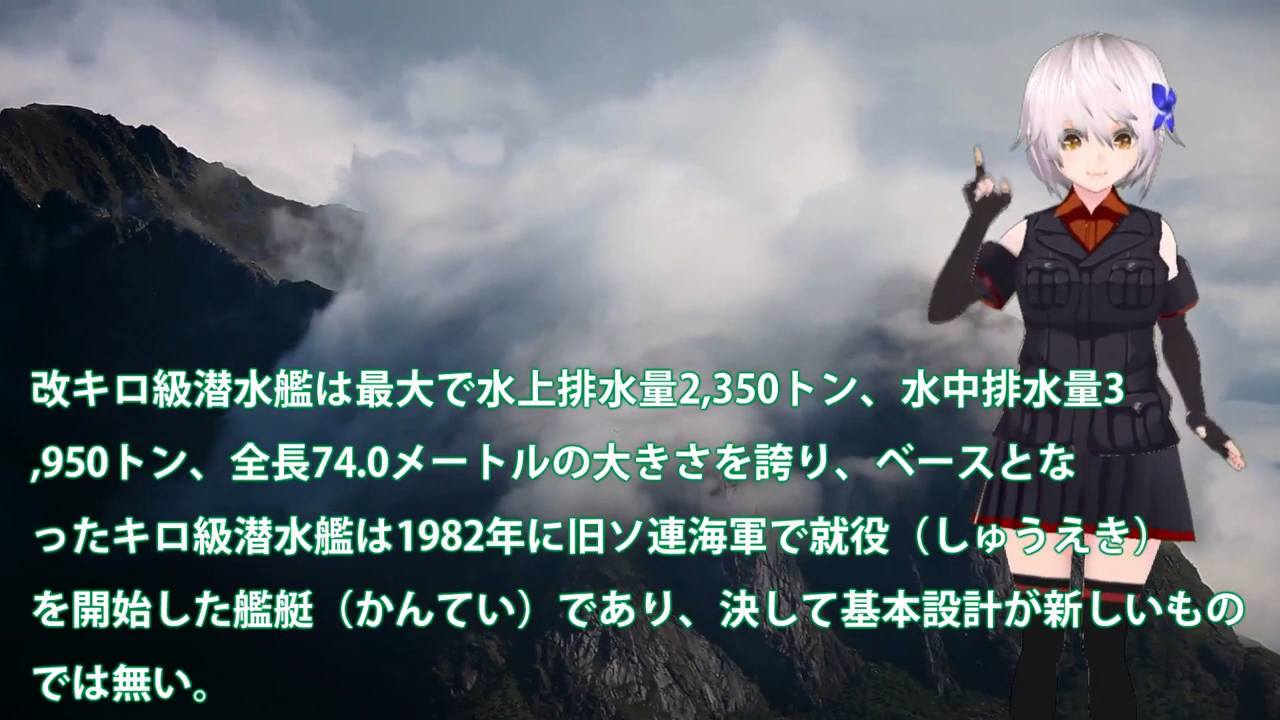 改キロ級潜水艦は最大で水上排水量2,350トン、水中排水量3
,950トン、全長74.0メートルの大きさを誇り、ベースとな
ったキロ級潜水艦は1982年に旧ソ連海軍で就役（しゅうえき）
を開始した艦艇（かんてい）であり、決して基本設計が新しいもの
では無い。